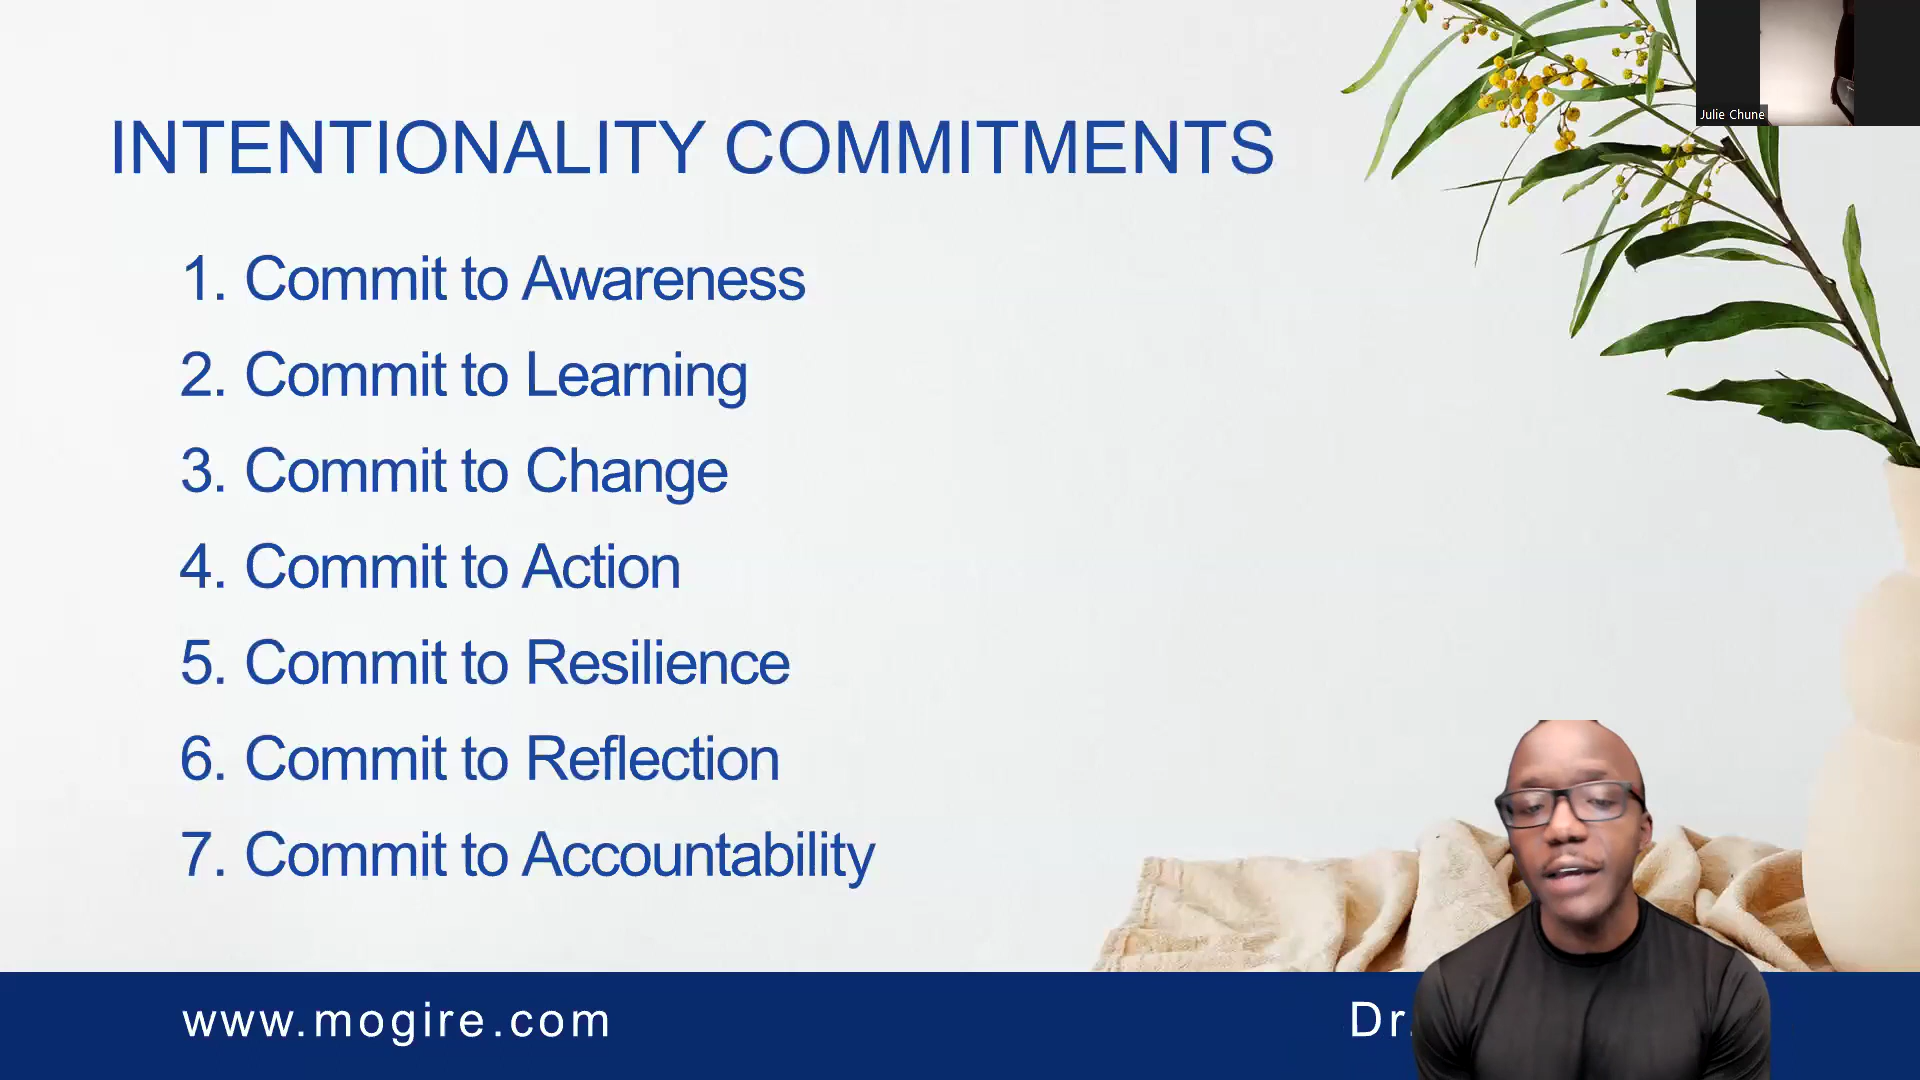 Julie Chune
INTENTIONALITY COMMITMENTS
1. Commit to Awareness
2. Commit to Learning
3. Commit to Change
4. Commit to Action
5. Commit to Resilience
6. Commit to Reflection
7. Commit to Accountability
www.mogire.com
Dr.